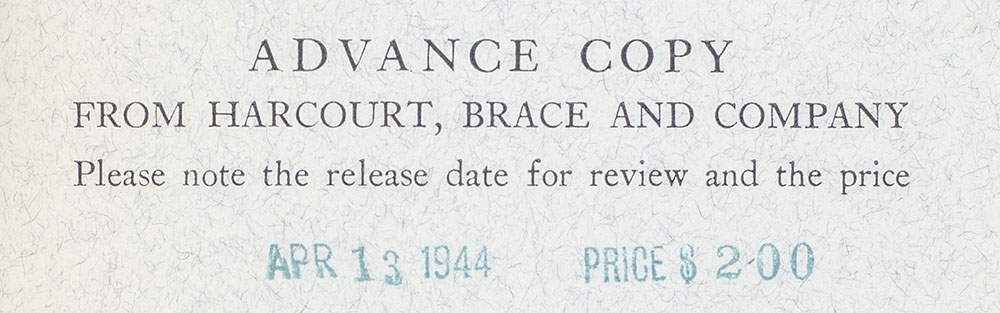 ADVANCE COPY
FROM HARCOURT, BRACE AND COMPANY
Please note the release date for review and the price
APR 13 1944 PRICE $ 2 00